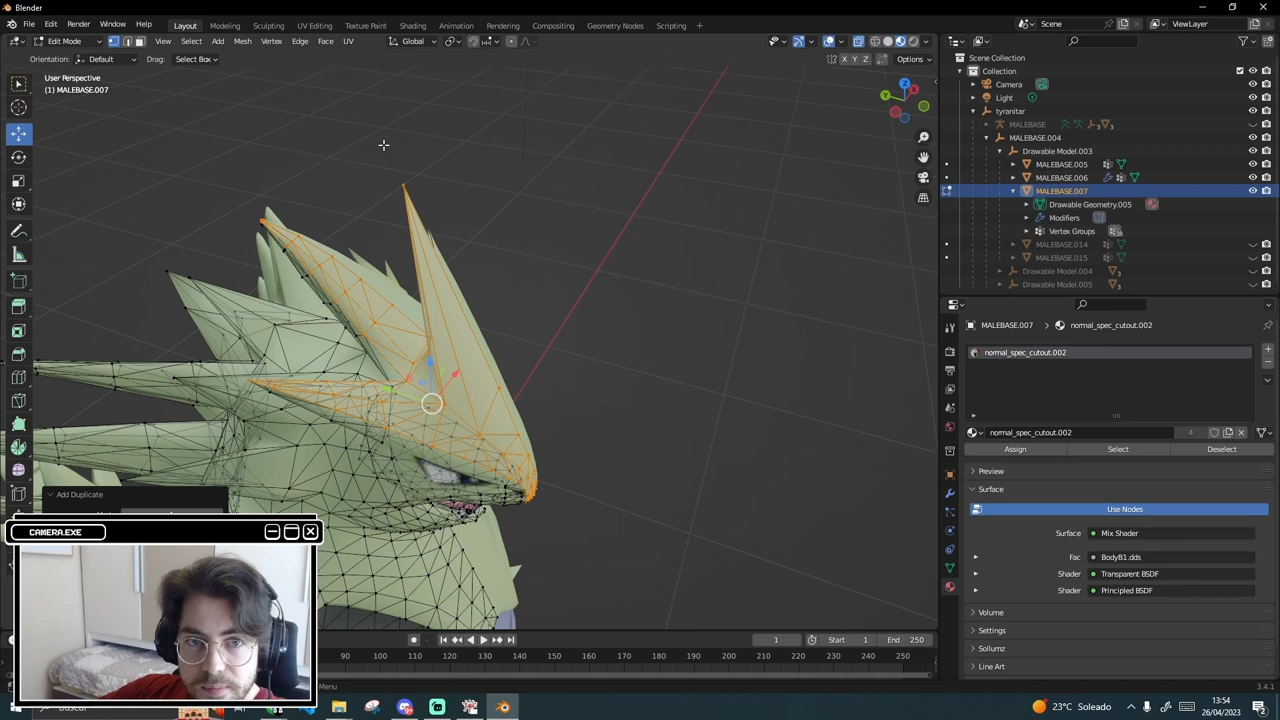 Blender
File Edit Render Window Help
Layout Modeling Sculpting UV Editing Texture Paint Shading Animation Rendering Compositing Geometry Nodes Scripting
Scene
ViewLayer
Edit Mode
View Select Add Mesh Vertex Edge Face UV
Global
Orientation: Default Drag: Select Box
X Y Z
Options
User Perspective
(1) MALEBASE.007
Z
Y
X
Scene Collection
Collection
Camera
Light
tyranitar
MALEBASE
MALEBASE.004
Drawable Model.003
MALEBASE.005
MALEBASE.006
MALEBASE.007
Drawable Geometry.005
Modifiers
Vertex Groups
MALEBASE.014
MALEBASE.015
Drawable Model.004
Drawable Model.005
MALEBASE.007 > normal_spec_cutout.002
normal_spec_cutout.002
normal_spec_cutout.002 4
Assign Select Deselect
Preview
Surface
Use Nodes
Surface Mix Shader
Fac BodyB1.dds
Shader Transparent BSDF
Shader Principled BSDF
Volume
Settings
Sollumz
Line Art
Add Duplicate
CAMERA.EXE
1 Start 1 End 250
90 100 110 120 130 140 150 160 170 180 190 200 210 220 230 240 250
Menu
3.4.1
Buscar
23°C Soleado
13:54
26/04/2023